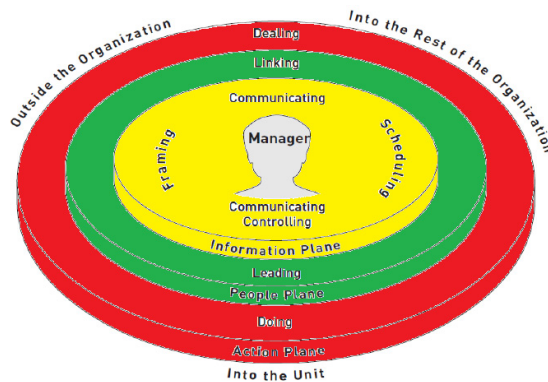 Outside the Organization
Into the Rest of the Organization
Dealing
Linking
Communicating
Framing
Manager
Scheduling
Communicating
Controlling
Information Plane
Leading
People Plane
Doing
Action Plane
Into the Unit